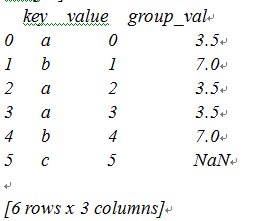 key value group_val
0 a 0 3.5
1 b 1 7.0
2 a 2 3.5
3 a 3 3.5
4 b 4 7.0
5 c 5 NaN
[6 rows x 3 columns]